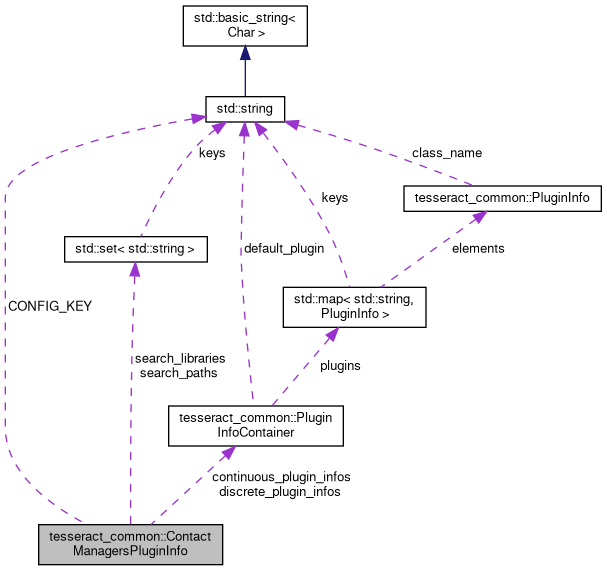 std::basic_string<
Char >
std::string
keys
class_name
keys
tesseract_common::PluginInfo
std::set< std::string >
default_plugin
elements
std::map< std::string,
PluginInfo >
CONFIG_KEY
search_libraries
search_paths
plugins
tesseract_common::Plugin
InfoContainer
continuous_plugin_infos
discrete_plugin_infos
tesseract_common::Contact
ManagersPluginInfo